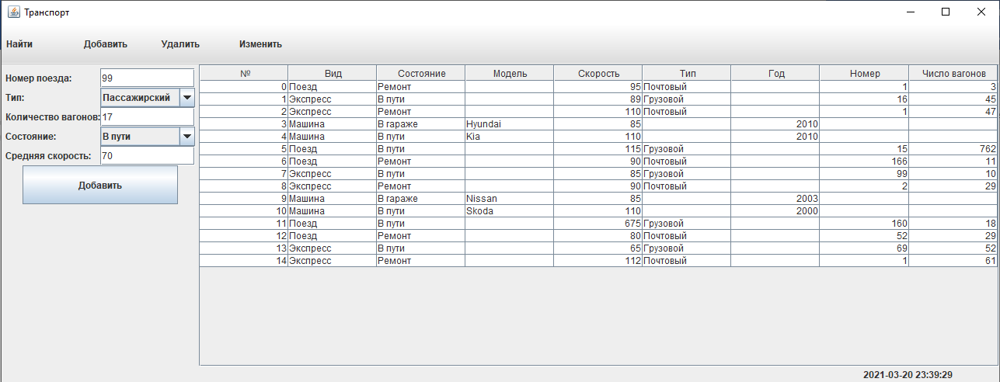 Транспорт
Найти Добавить Удалить Изменить
Номер поезда: 99
Тип: Пассажирский
Количество вагонов: 17
Состояние: В пути
Средняя скорость: 70
Добавить
№ Вид Состояние Модель Скорость Тип Год Номер Число вагонов
0 Поезд Ремонт 95 Почтовый 1 3
1 Экспресс В пути 89 Грузовой 16 45
2 Экспресс Ремонт 110 Почтовый 1 47
3 Машина В гараже Hyundai 85 2010
4 Машина В пути Kia 110 2010
5 Поезд В пути 115 Грузовой 15 762
6 Поезд Ремонт 90 Почтовый 166 11
7 Экспресс В пути 85 Грузовой 99 10
8 Экспресс Ремонт 90 Почтовый 2 29
9 Машина В гараже Nissan 85 2003
10 Машина В пути Skoda 110 2000
11 Поезд В пути 675 Грузовой 160 18
12 Поезд Ремонт 80 Почтовый 52 29
13 Экспресс В пути 65 Грузовой 69 52
14 Экспресс Ремонт 112 Почтовый 1 61
2021-03-20 23:39:29